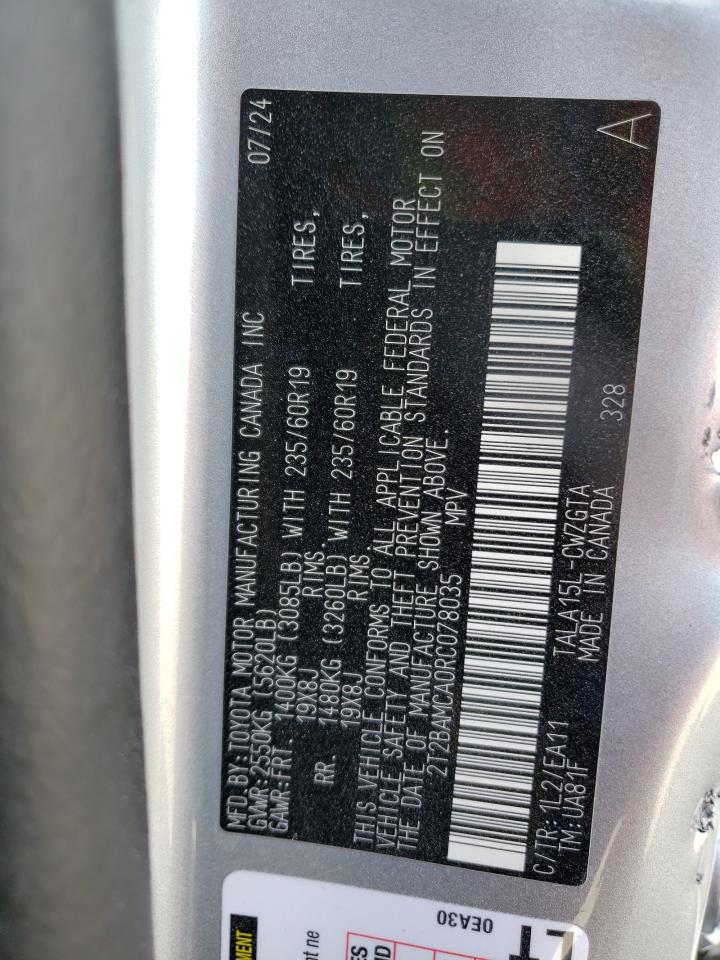 MFD BY:TOYOTA MOTOR MANUFACTURING CANADA INC 07/24
GVWR:2550KG (5620LB)
GAWR:FRT 1400KG (3085LB) WITH 235/60R19 TIRES,
19X8J RIMS
RR. 1480KG (3260LB) WITH 235/60R19 TIRES,
19X8J RIMS
THIS VEHICLE CONFORMS TO ALL APPLICABLE FEDERAL MOTOR
VEHICLE SAFETY AND THEFT PREVENTION STANDARDS IN EFFECT ON
THE DATE OF MANUFACTURE SHOWN ABOVE.
2T2BAMCA0RC078035 MPV
C/TR:1L2/EA11 TALA15L-CWZGTA 328
TM:UA81F MADE IN CANADA A
0EA30